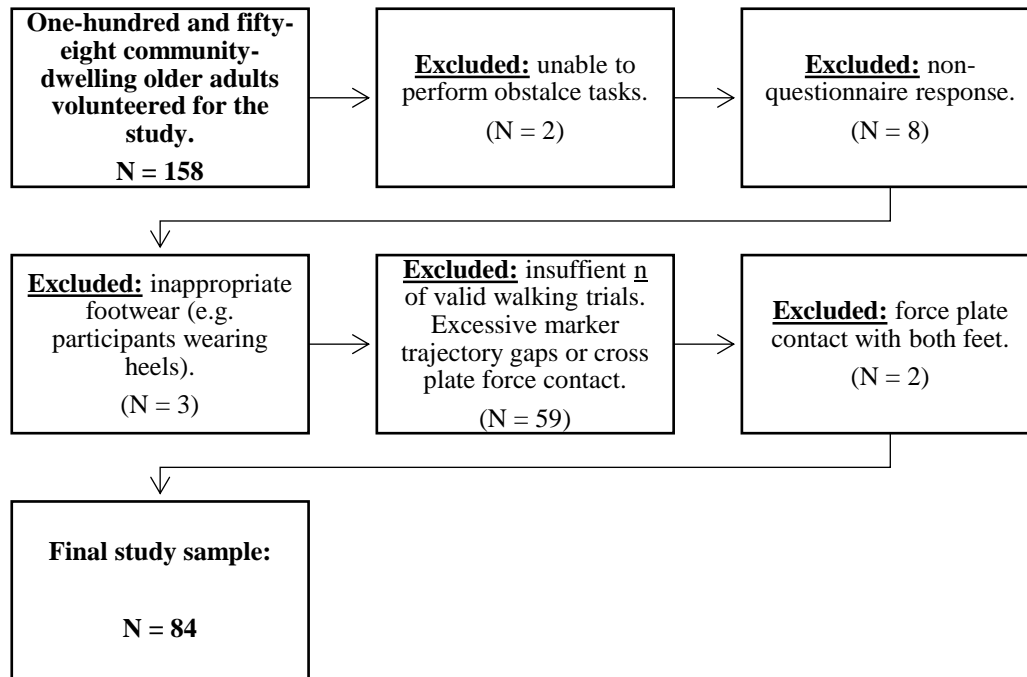 One-hundred and fifty-
eight community-
dwelling older adults
volunteered for the
study.
N = 158
Excluded: unable to
perform obstalce tasks.
(N = 2)
Excluded: non-
questionnaire response.
(N = 8)
Excluded: inappropriate
footwear (e.g.
participants wearing
heels).
(N = 3)
Excluded: insufficient n
of valid walking trials.
Excessive marker
trajectory gaps or cross
plate force contact.
(N = 59)
Excluded: force plate
contact with both feet.
(N = 2)
Final study sample:
N = 84